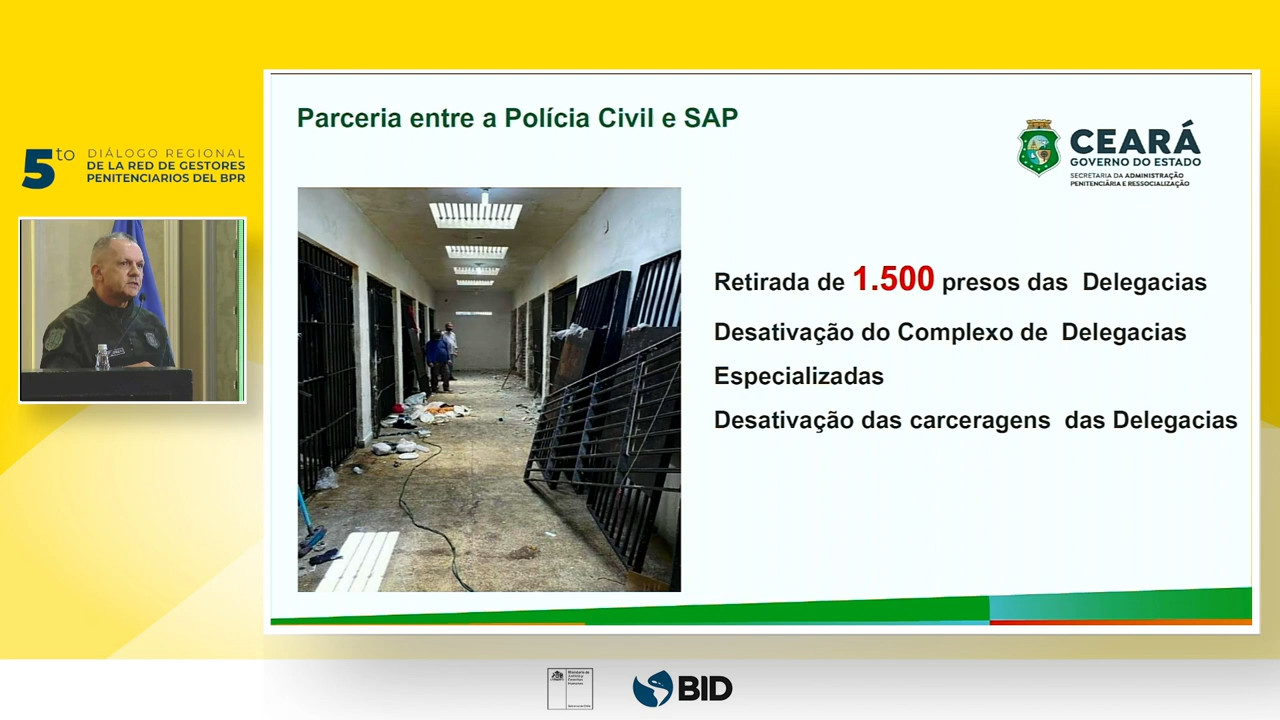 5to
DIÁLOGO REGIONAL
DE LA RED DE GESTORES
PENITENCIARIOS DEL BPR
Parceria entre a Polícia Civil e SAP
CEARÁ
GOVERNO DO ESTADO
SECRETARIA DA ADMINISTRAÇÃO
PENITENCIÁRIA E RESSOCIALIZAÇÃO
Retirada de 1.500 presos das Delegacias
Desativação do Complexo de Delegacias
Especializadas
Desativação das carceragens das Delegacias
BID